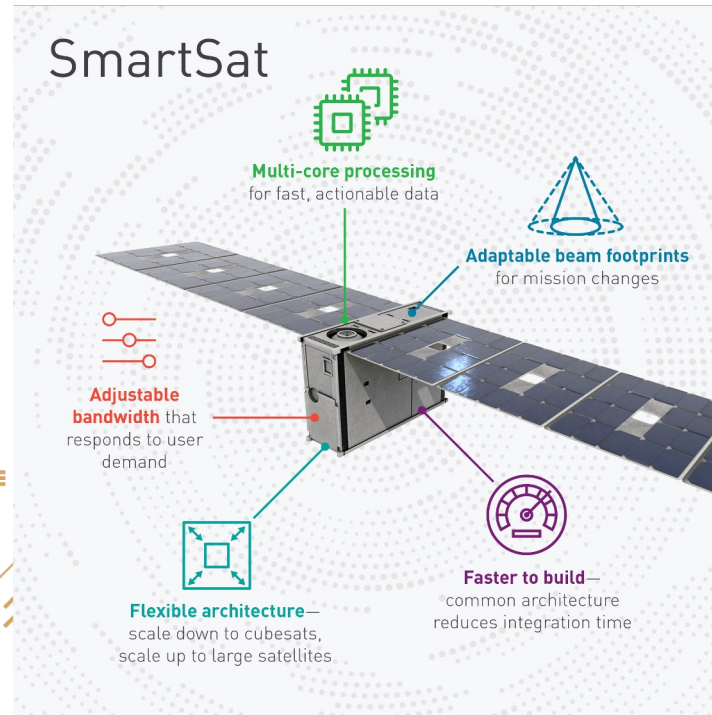 SmartSat
Multi-core processing
for fast, actionable data
Adaptable beam footprints
for mission changes
Adjustable
bandwidth that
responds to user
demand
Flexible architecture—
scale down to cubesats,
scale up to large satellites
Faster to build—
common architecture
reduces integration time